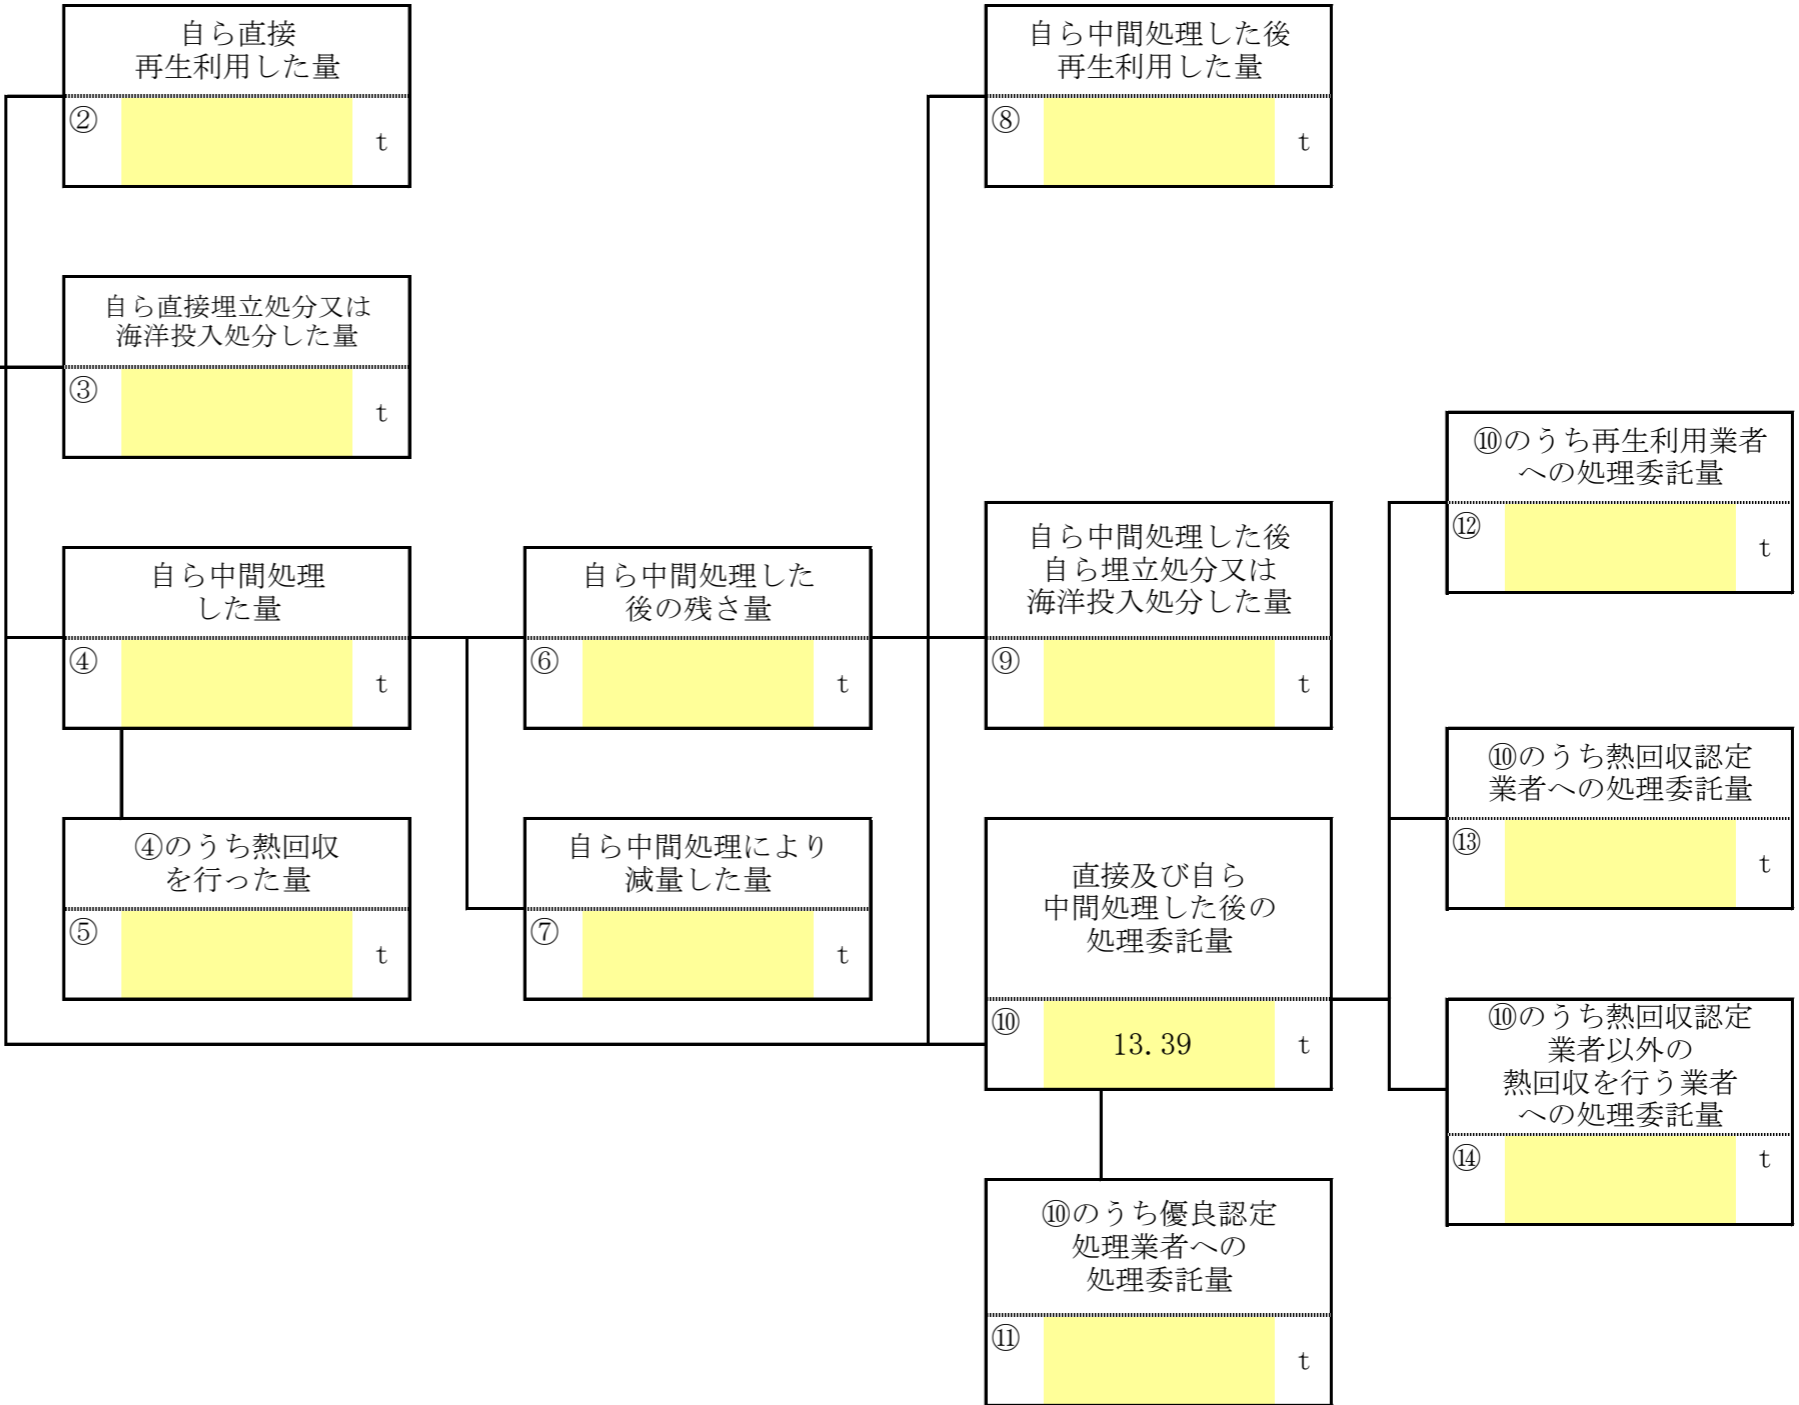 自ら直接
再生利用した量
②
t
自ら中間処理した後
再生利用した量
⑧
t
自ら直接埋立処分又は
海洋投入処分した量
③
t
⑩のうち再生利用業者
への処理委託量
⑫
t
自ら中間処理
した量
④
t
自ら中間処理した
後の残さ量
⑥
t
自ら中間処理した後
自ら埋立処分又は
海洋投入処分した量
⑨
t
⑩のうち熱回収認定
業者への処理委託量
⑬
t
④のうち熱回収
を行った量
⑤
t
自ら中間処理により
減量した量
⑦
t
直接及び自ら
中間処理した後の
処理委託量
⑩
13.39
t
⑩のうち熱回収認定
業者以外の
熱回収を行う業者
への処理委託量
⑭
t
⑩のうち優良認定
処理業者への
処理委託量
⑪
t